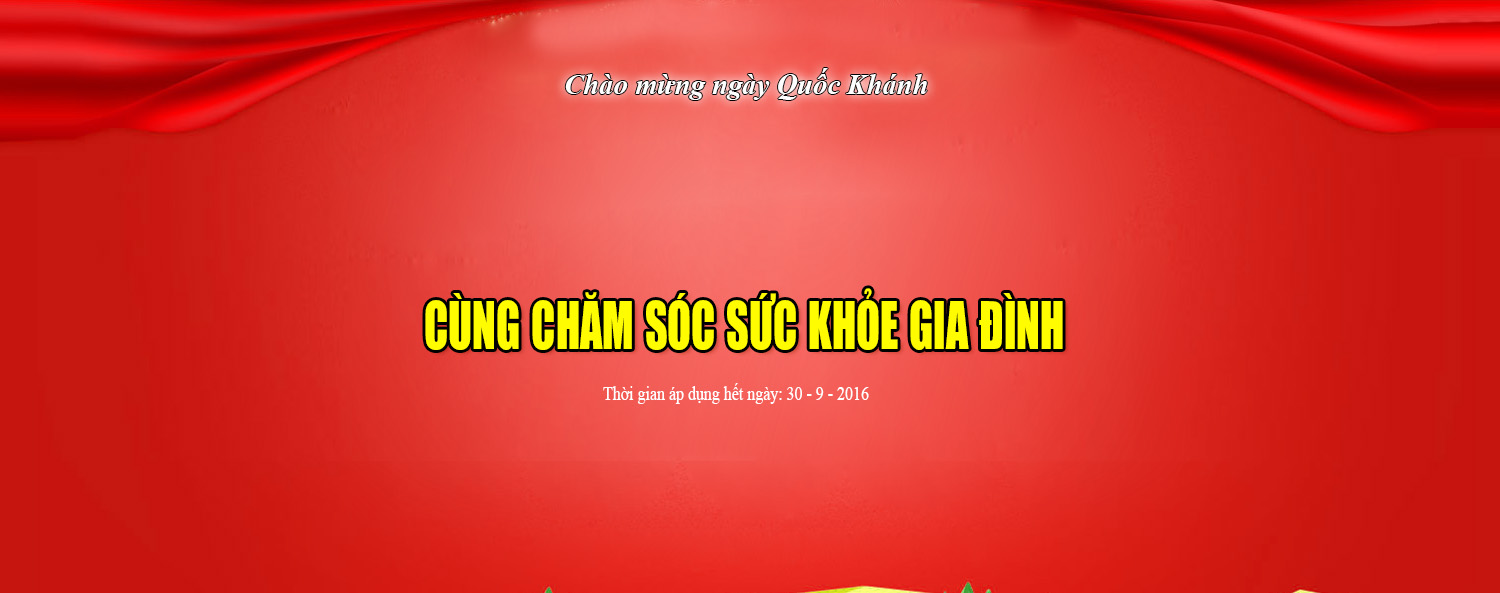 Chào mừng ngày Quốc Khánh
CÙNG CHĂM SÓC SỨC KHỎE GIA ĐÌNH
Thời gian áp dụng hết ngày: 30 - 9 - 2016